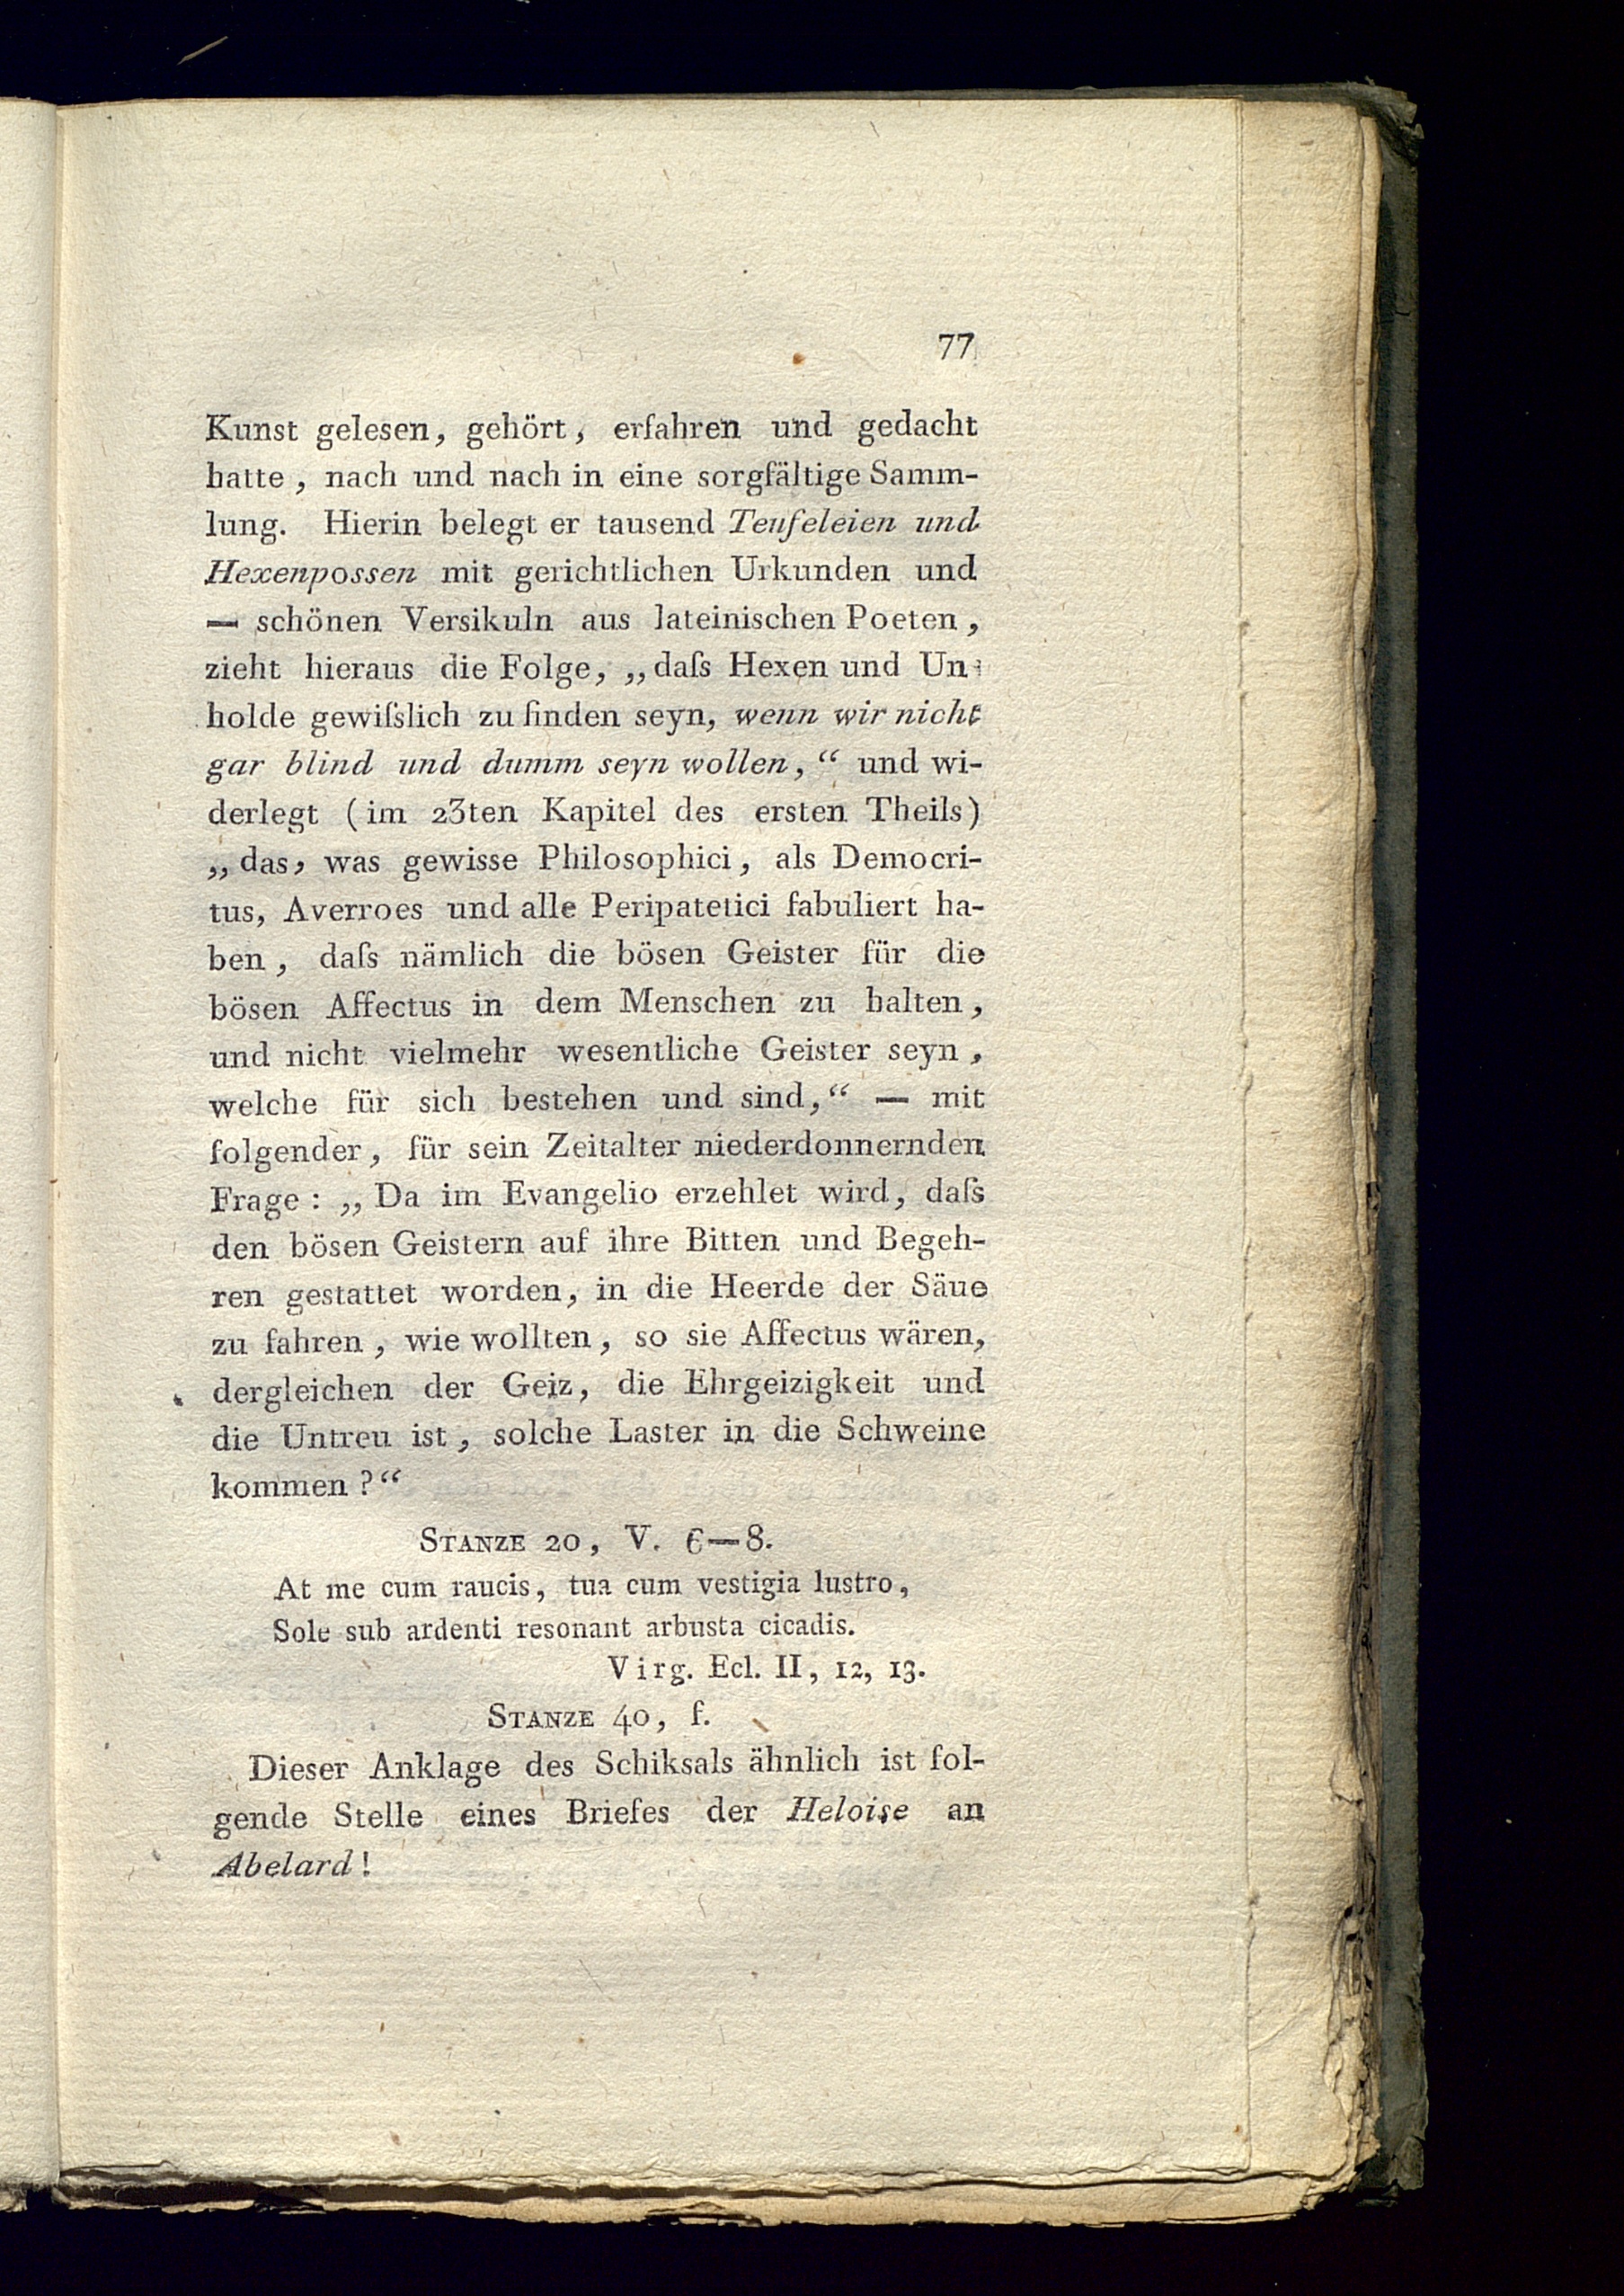 77
Kunst gelesen, gehört, erfahren und gedacht
hatte, nach und nach in eine sorgfältige Samm-
lung. Hierin belegt er tausend Teufeleien und
Hexenpossen mit gerichtlichen Urkunden und
— schönen Versikuln aus lateinischen Poeten,
zieht hieraus die Folge, „daſs Hexen und Un-
holde gewiſslich zu finden seyn, wenn wir nicht
gar blind und dumm seyn wollen,“ und wi-
derlegt (im 23ten Kapitel des ersten Theils)
„das, was gewisse Philosophici, als Democri-
tus, Averroes und alle Peripatetici fabuliert ha-
ben, daſs nämlich die bösen Geister für die
bösen Affectus in dem Menschen zu halten,
und nicht vielmehr wesentliche Geister seyn,
welche für sich bestehen und sind,“ — mit
folgender, für sein Zeitalter niederdonnernden
Frage: „Da im Evangelio erzehlet wird, daſs
den bösen Geistern auf ihre Bitten und Begeh-
ren gestattet worden, in die Heerde der Säue
zu fahren, wie wollten, so sie Affectus wären,
dergleichen der Geiz, die Ehrgeizigkeit und
die Untreu ist, solche Laster in die Schweine
kommen?“
STANZE 20, V. 6—8.
At me cum raucis, tua cum vestigia lustro,
Sole sub ardenti resonant arbusta cicadis.
Virg. Ecl. II, 12, 13.
STANZE 40, f.
Dieser Anklage des Schiksals ähnlich ist fol-
gende Stelle eines Briefes der Heloise an
Abelard!